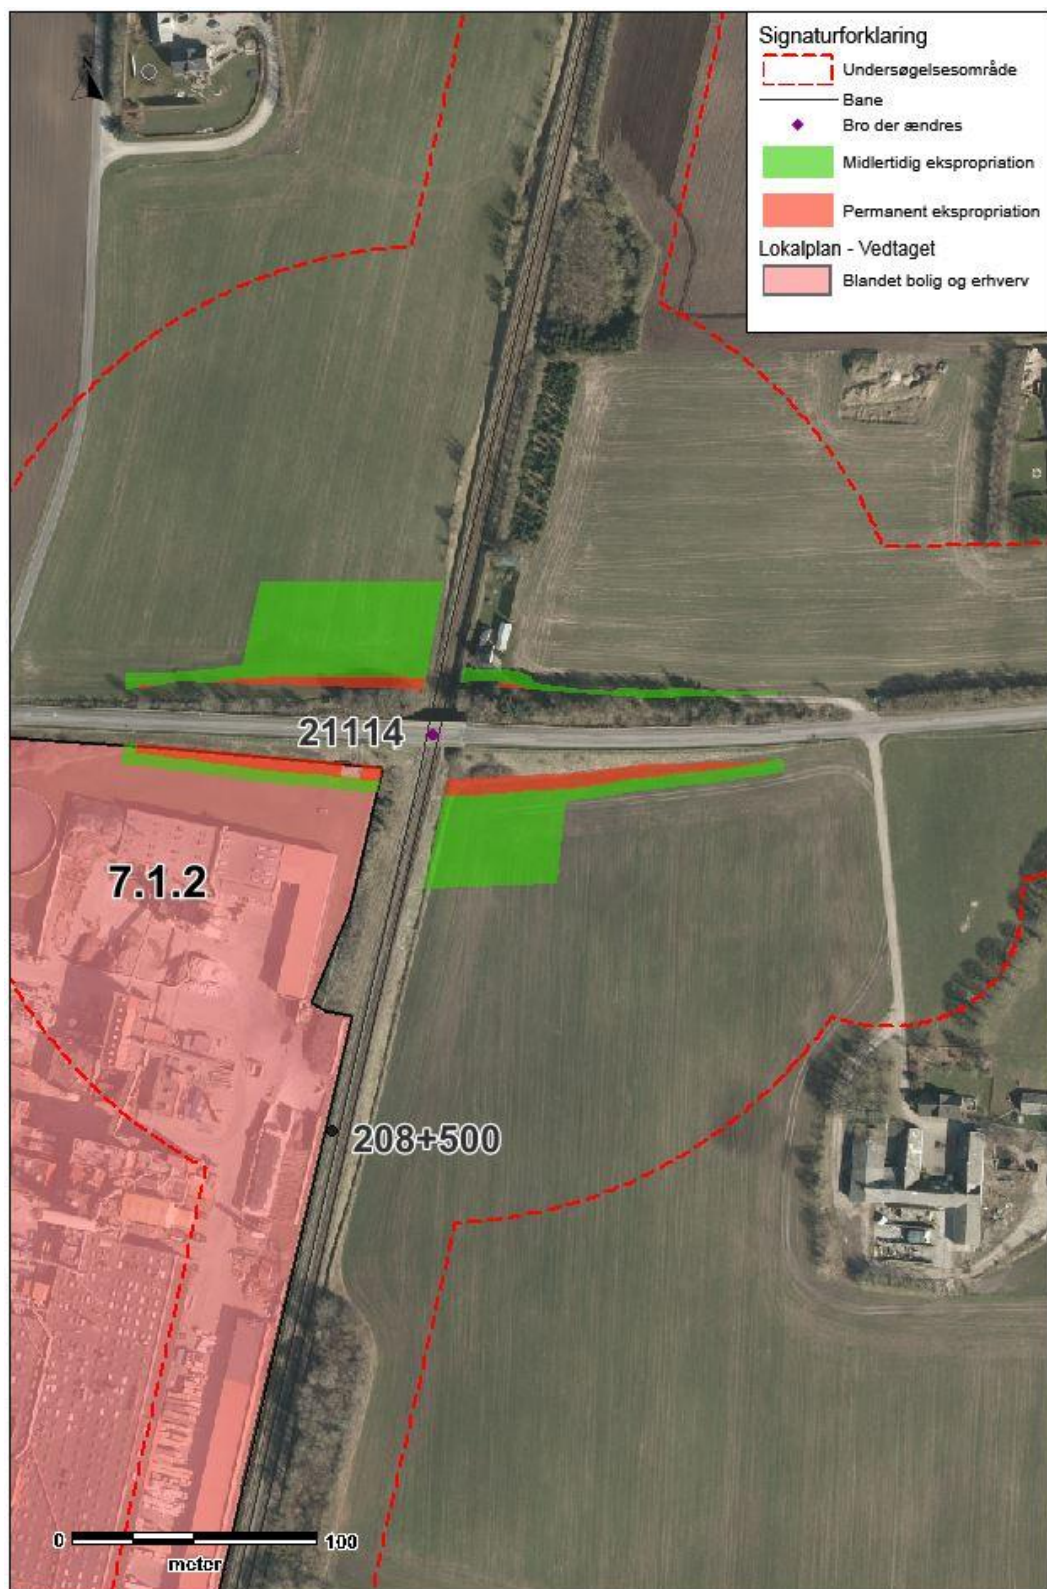 N
Signaturforklaring
Undersøgelsesområde
Bane
Bro der ændres
Midlertidig ekspropriation
Permanent ekspropriation
Lokalplan - Vedtaget
Blandet bolig og erhverv
21114
7.1.2
208+500
0 100
meter